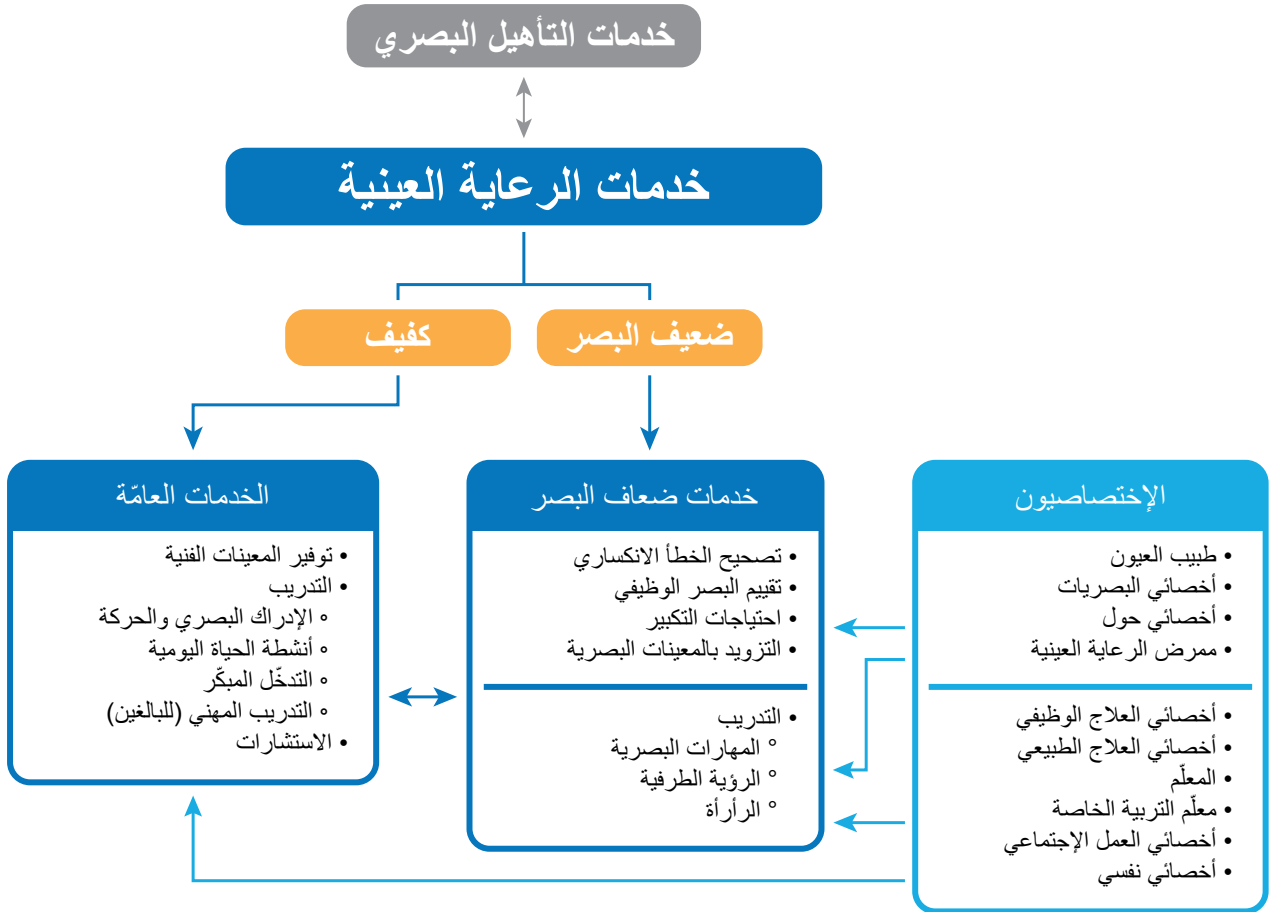 خدمات التأهيل البصري
خدمات الرعاية العينية
ضعيف البصر
كفيف
الإختصاصيون
• طبيب العيون
• أخصائي البصريات
• أخصائي حول
• ممرض الرعاية العينية
• أخصائي العلاج الوظيفي
• أخصائي العلاج الطبيعي
• المعلّم
• معلّم التربية الخاصة
• أخصائي العمل الإجتماعي
• أخصائي نفسي
خدمات ضعاف البصر
• تصحيح الخطأ الانكساري
• تقييم البصر الوظيفي
• احتياجات التكبير
• التزويد بالمعينات البصرية
• التدريب
° المهارات البصرية
° الرؤية الطرفية
° الرأرأة
الخدمات العامّة
• توفير المعينات الفنية
• التدريب
° الإدراك البصري والحركة
° أنشطة الحياة اليومية
° التدخّل المبكّر
° التدريب المهني (للبالغين)
• الاستشارات